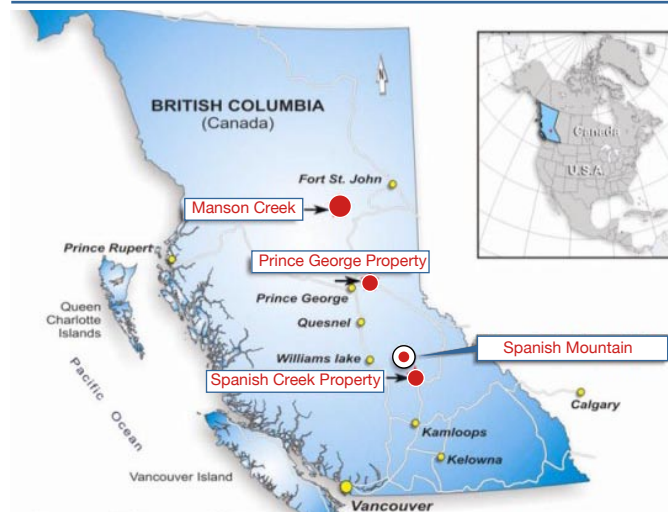 BRITISH COLUMBIA
(Canada)
Canada
U.S.A.
Fort St. John
Manson Creek
Prince Rupert
Prince George Property
Prince George
Queen
Charlotte
Islands
Quesnel
Spanish Mountain
Williams lake
Spanish Creek Property
Pacific Ocean
Calgary
Kamloops
Kelowna
Vancouver Island
Vancouver